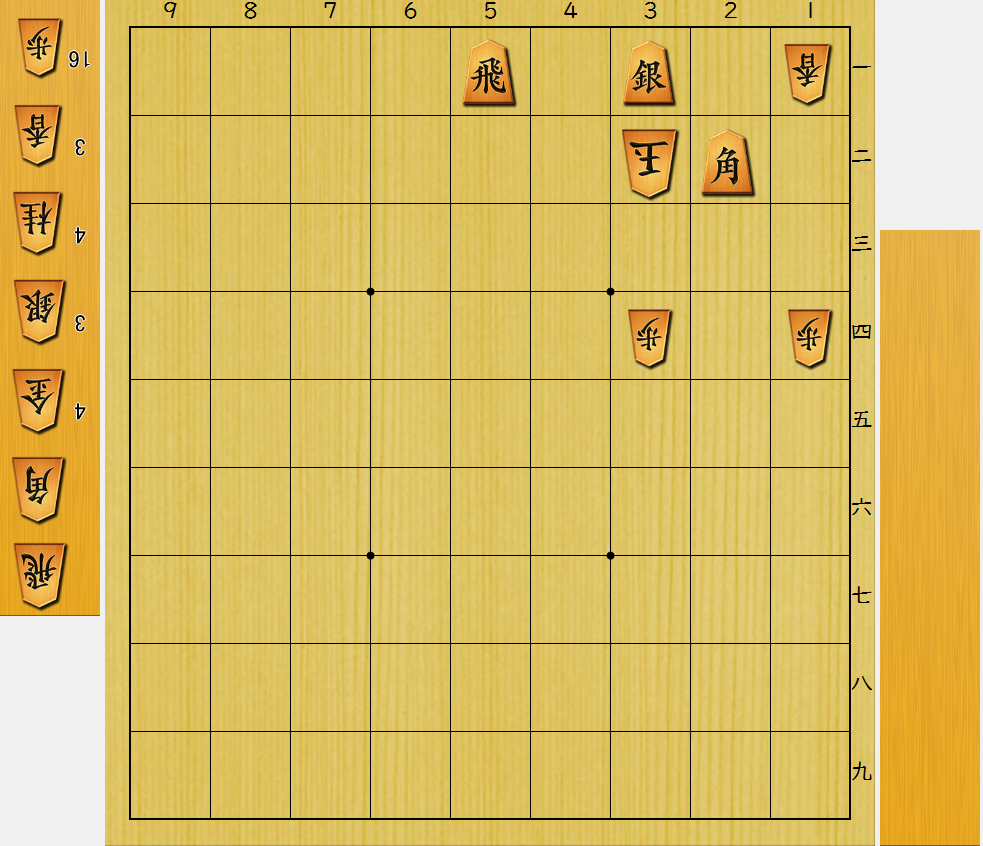 9 8 7 6 5 4 3 2 1
歩 16
香 3
桂 4
銀 3
金 4
角
飛
飛 銀 香 一
王 角 二
三
歩 歩 四
五
六
七
八
九